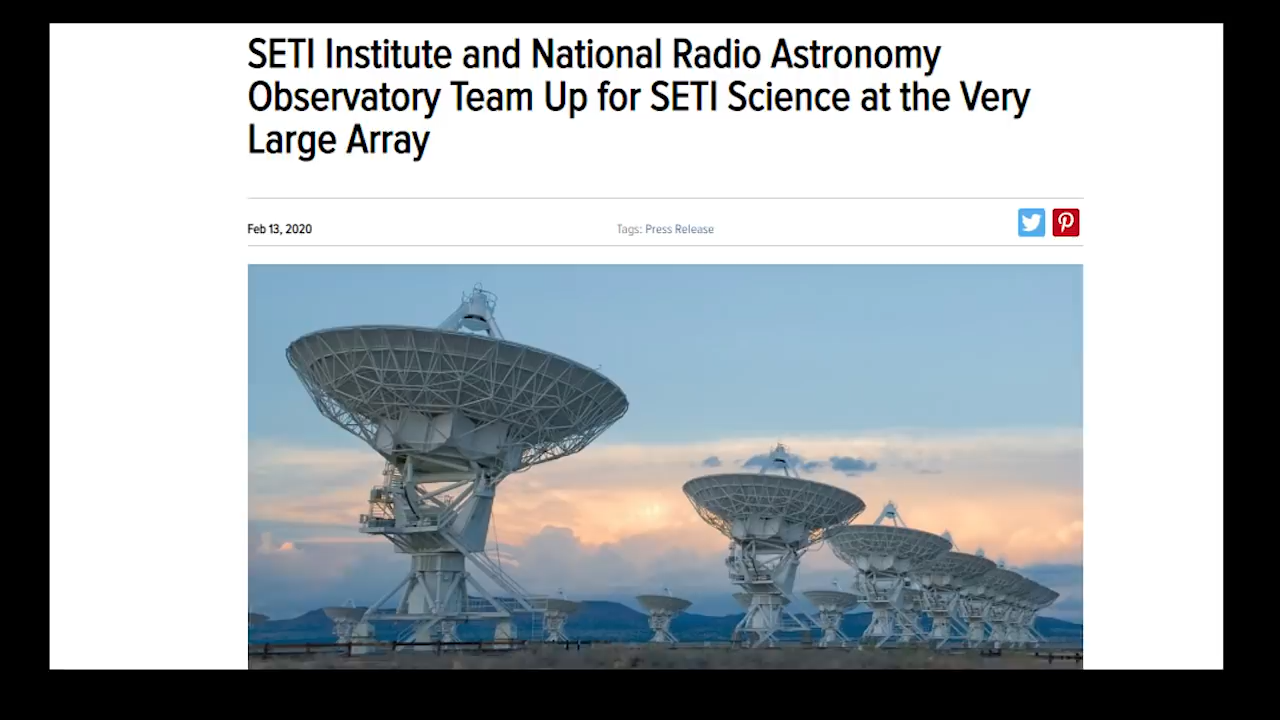 SETI Institute and National Radio Astronomy
Observatory Team Up for SETI Science at the Very
Large Array
Feb 13, 2020
Tags: Press Release